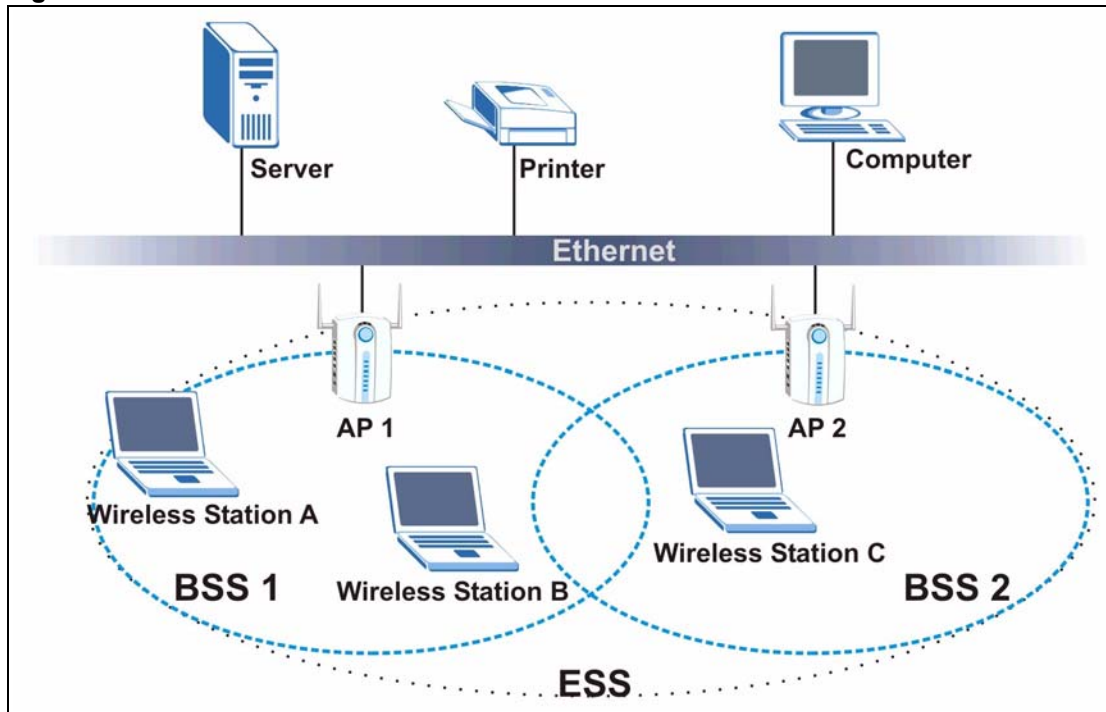 Server
Printer
Computer
Ethernet
AP 1
AP 2
Wireless Station A
Wireless Station B
Wireless Station C
BSS 1
BSS 2
ESS